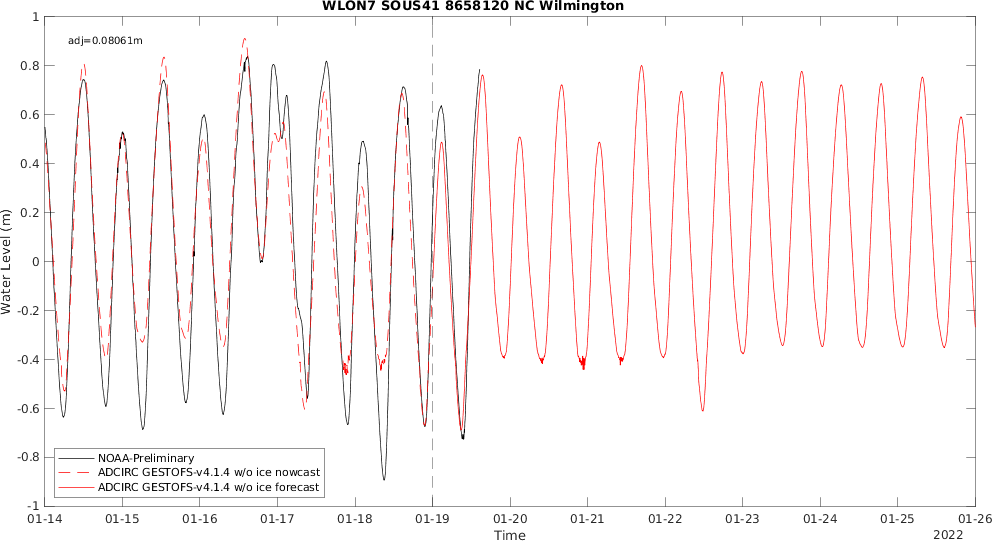 WLON7 SOUS41 8658120 NC Wilmington
adj=0.08061m
1
0.8
0.6
0.4
0.2
0
-0.2
-0.4
-0.6
-0.8
-1
Water Level (m)
NOAA-Preliminary
ADCIRC GESTOFS-v4.1.4 w/o ice nowcast
ADCIRC GESTOFS-v4.1.4 w/o ice forecast
01-14 01-15 01-16 01-17 01-18 01-19 01-20 01-21 01-22 01-23 01-24 01-25 01-26
Time
2022